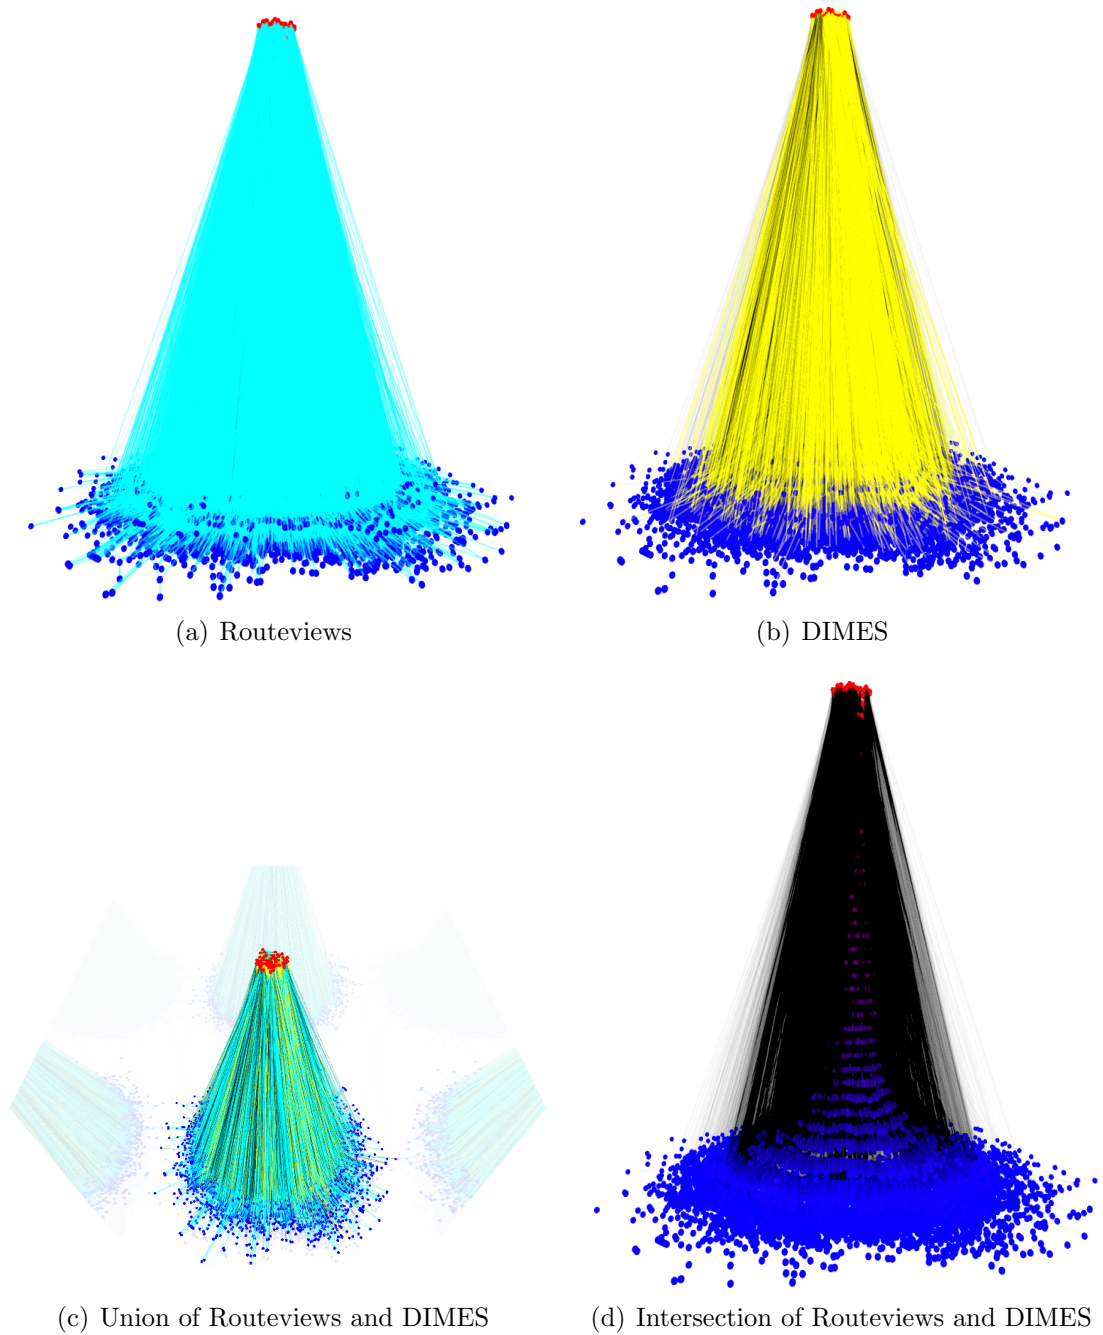 (a) Routeviews
(b) DIMES
(c) Union of Routeviews and DIMES
(d) Intersection of Routeviews and DIMES